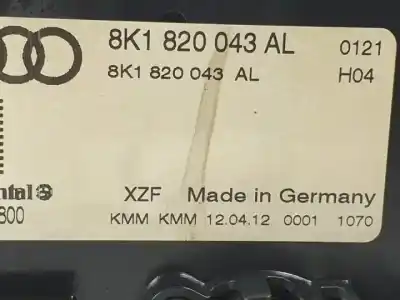 8K1 820 043 AL 0121
8K1 820 043 AL H04
XZF Made in Germany
800
KMM KMM 12.04.12 0001 1070